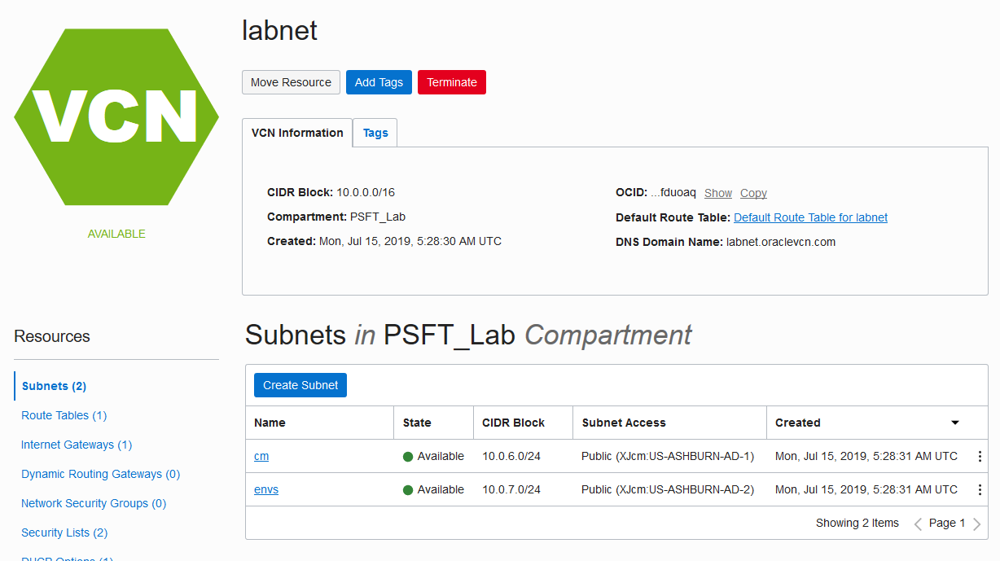 labnet
VCN
Move Resource Add Tags Terminate
VCN Information Tags
CIDR Block: 10.0.0.0/16
Compartment: PSFT_Lab
Created: Mon, Jul 15, 2019, 5:28:30 AM UTC
OCID: ...fduoaq Show Copy
Default Route Table: Default Route Table for labnet
DNS Domain Name: labnet.oraclevcn.com
AVAILABLE
Resources
Subnets (2)
Route Tables (1)
Internet Gateways (1)
Dynamic Routing Gateways (0)
Network Security Groups (0)
Security Lists (2)
DHCP Options (1)
Subnets in PSFT_Lab Compartment
Create Subnet
Name State CIDR Block Subnet Access Created
cm Available 10.0.6.0/24 Public (XJcm:US-ASHBURN-AD-1) Mon, Jul 15, 2019, 5:28:31 AM UTC
envs Available 10.0.7.0/24 Public (XJcm:US-ASHBURN-AD-2) Mon, Jul 15, 2019, 5:28:31 AM UTC
Showing 2 Items Page 1